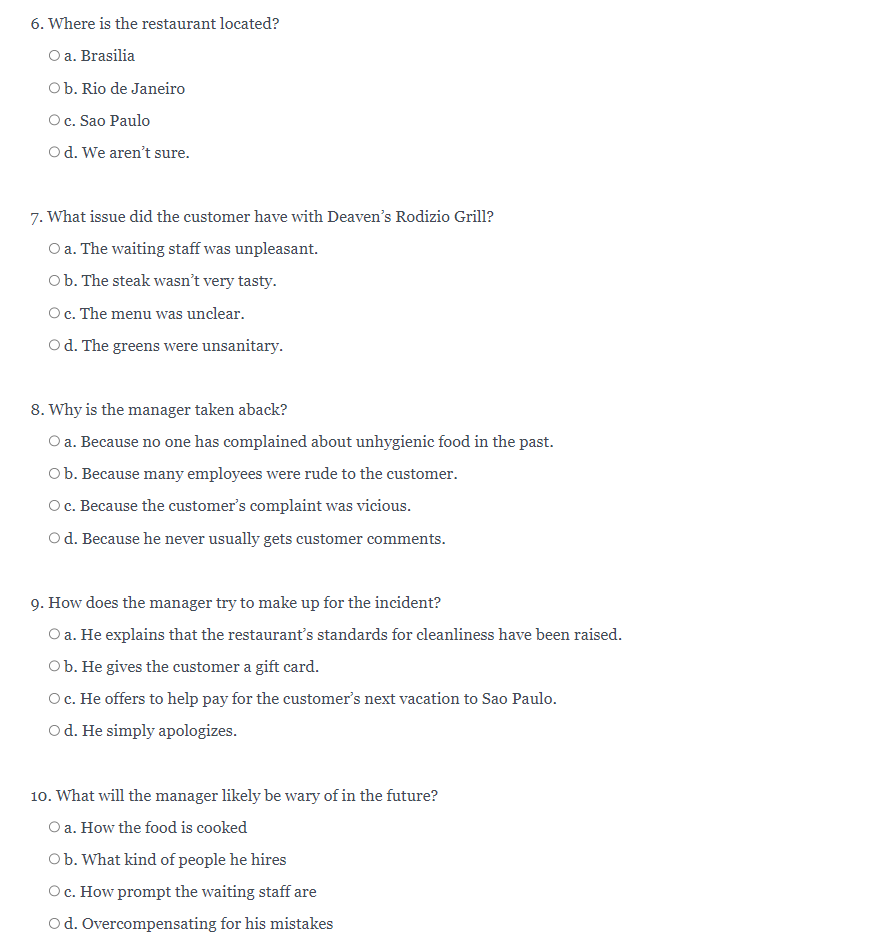 6. Where is the restaurant located?
a. Brasilia
b. Rio de Janeiro
c. Sao Paulo
d. We aren’t sure.
7. What issue did the customer have with Deaven’s Rodizio Grill?
a. The waiting staff was unpleasant.
b. The steak wasn’t very tasty.
c. The menu was unclear.
d. The greens were unsanitary.
8. Why is the manager taken aback?
a. Because no one has complained about unhygienic food in the past.
b. Because many employees were rude to the customer.
c. Because the customer’s complaint was vicious.
d. Because he never usually gets customer comments.
9. How does the manager try to make up for the incident?
a. He explains that the restaurant’s standards for cleanliness have been raised.
b. He gives the customer a gift card.
c. He offers to help pay for the customer’s next vacation to Sao Paulo.
d. He simply apologizes.
10. What will the manager likely be wary of in the future?
a. How the food is cooked
b. What kind of people he hires
c. How prompt the waiting staff are
d. Overcompensating for his mistakes